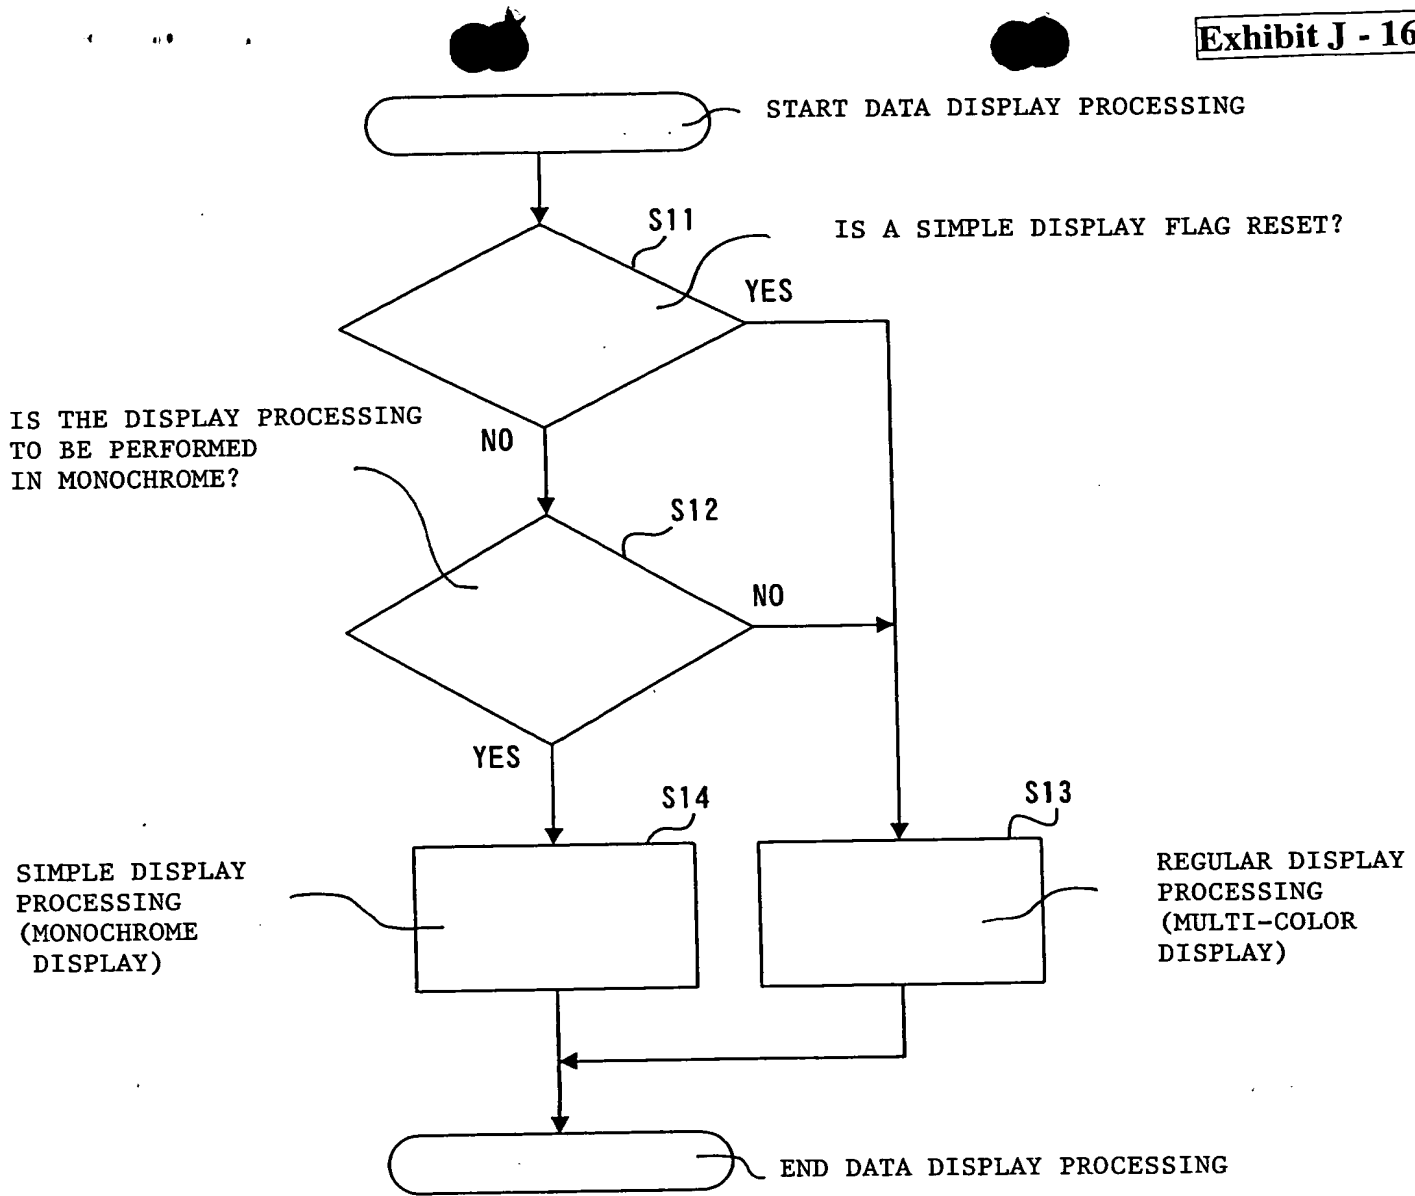 Exhibit J - 16
START DATA DISPLAY PROCESSING
S11
IS A SIMPLE DISPLAY FLAG RESET?
YES
IS THE DISPLAY PROCESSING
TO BE PERFORMED
IN MONOCHROME?
NO
S12
NO
YES
S14
S13
SIMPLE DISPLAY
PROCESSING
(MONOCHROME
DISPLAY)
REGULAR DISPLAY
PROCESSING
(MULTI-COLOR
DISPLAY)
END DATA DISPLAY PROCESSING